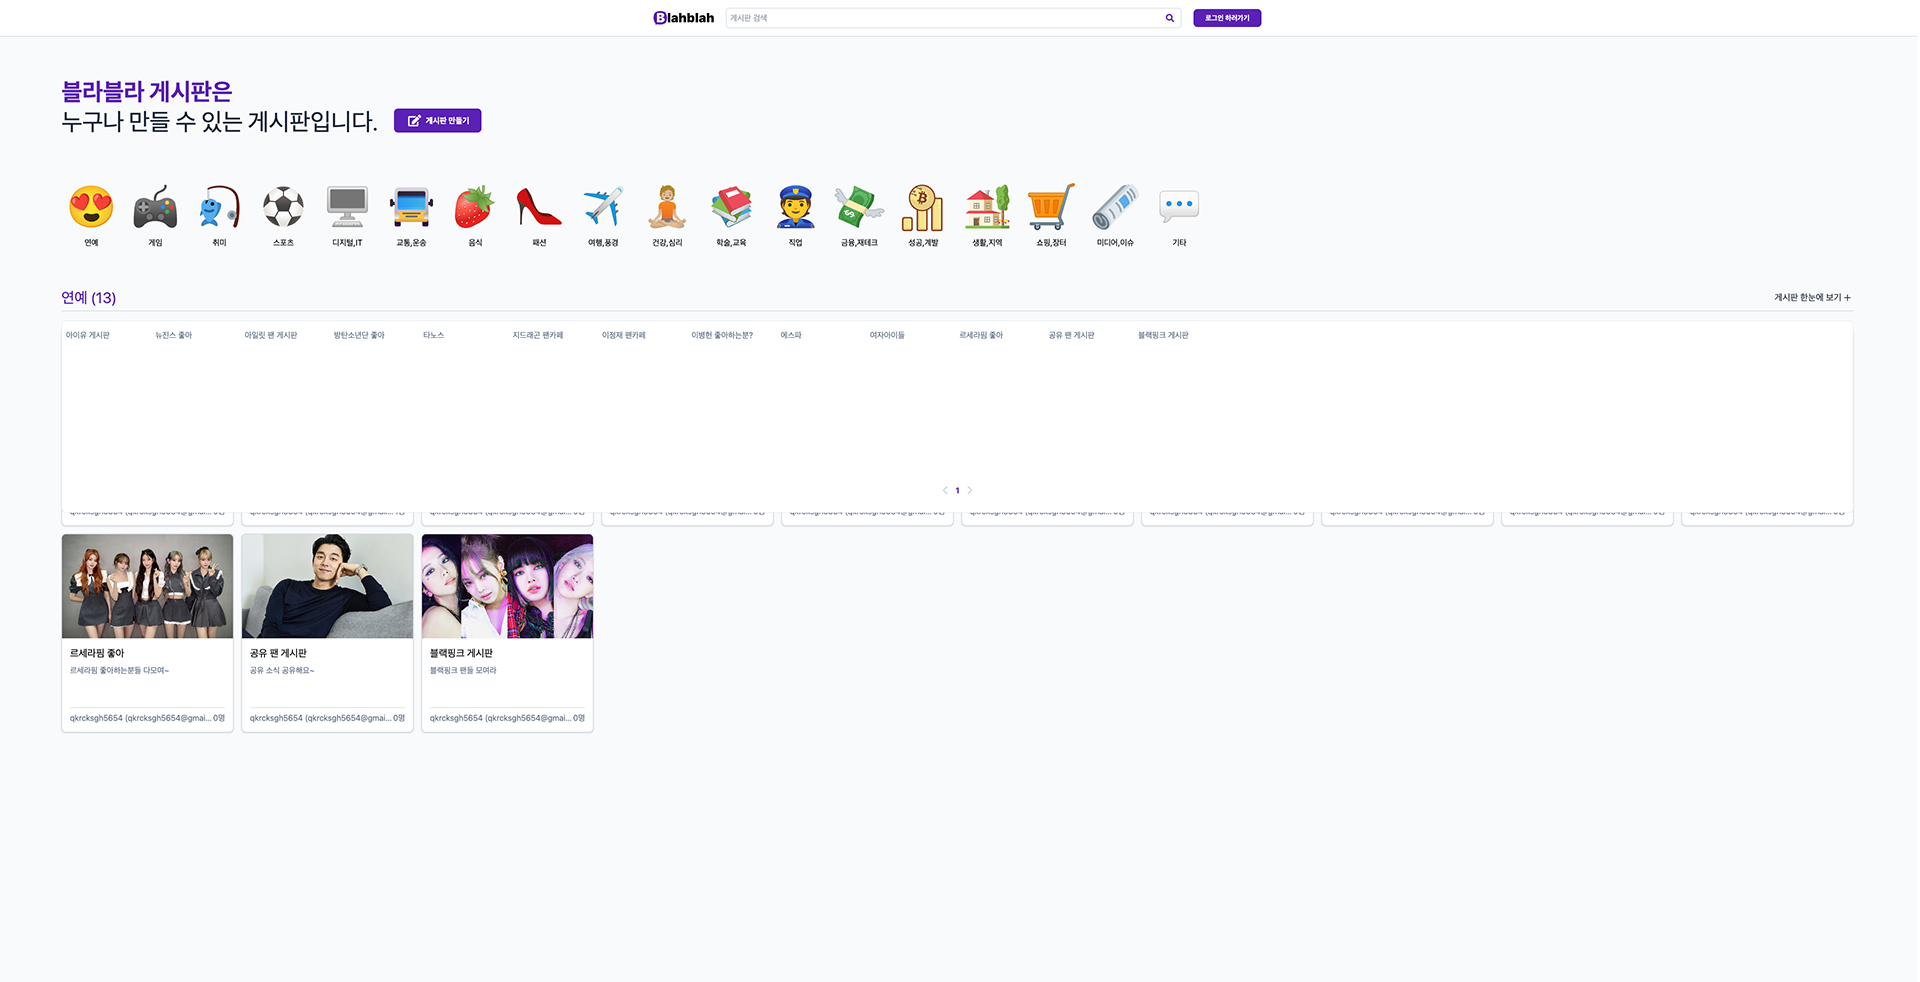 Blahblah
게시판 검색
로그인 하러가기
블라블라 게시판은
누구나 만들 수 있는 게시판입니다.
게시판 만들기
연예 게임 취미 스포츠 디지털,IT 교통,운송 음식 패션 여행,풍경 건강,심리 학술,교육 직업 금융,재테크 성공,계발 생활,지역 쇼핑,장터 미디어,이슈 기타
연예 (13)
게시판 한눈에 보기 +
아이유 게시판 뉴진스 좋아 아일릿 팬 게시판 방탄소년단 좋아 타노스 지드래곤 팬카페 이정재 팬카페 이병헌 좋아하는분? 에스파 여자아이들 르세라핌 좋아 공유 팬 게시판 블랙핑크 게시판
1
르세라핌 좋아
르세라핌 좋아하는분들 다모여~
qkrcksgh5654 (qkrcksgh5654@gmai... 0명
공유 팬 게시판
공유 소식 공유해요~
qkrcksgh5654 (qkrcksgh5654@gmai... 0명
블랙핑크 게시판
블랙핑크 팬들 모여라
qkrcksgh5654 (qkrcksgh5654@gmai... 0명